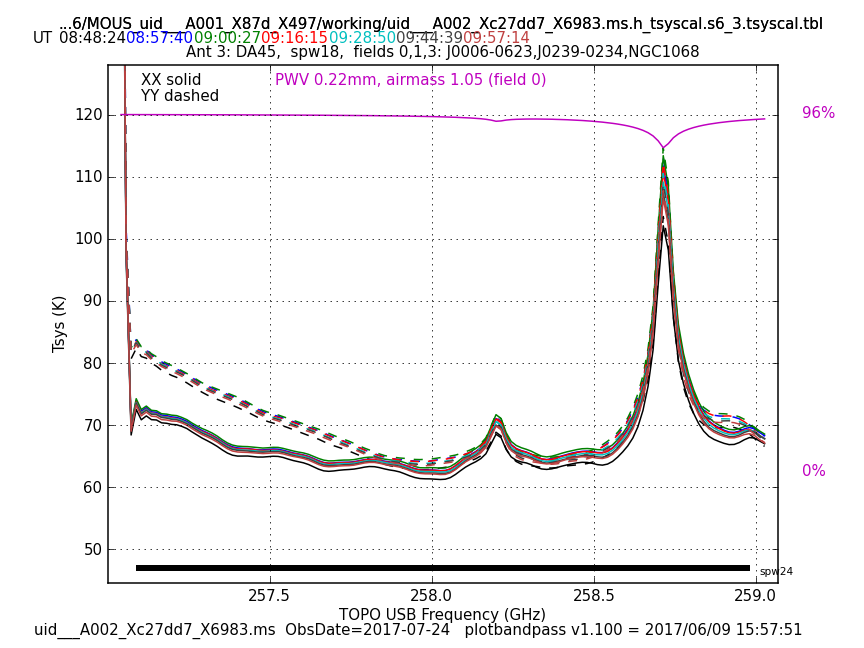 ...6/MOUS_uid___A001_X87d_X497/working/uid___A002_Xc27dd7_X6983.ms.h_tsyscal.s6_3.tsyscal.tbl
UT 08:48:24 08:57:40 09:00:27 09:16:15 09:28:50 09:44:39 09:57:14
Ant 3: DA45, spw18, fields 0,1,3: J0006-0623,J0239-0234,NGC1068
XX solid
YY dashed
PWV 0.22mm, airmass 1.05 (field 0)
120
110
100
90
80
70
60
50
Tsys (K)
96%
0%
spw24
257.5 258.0 258.5 259.0
TOPO USB Frequency (GHz)
uid___A002_Xc27dd7_X6983.ms ObsDate=2017-07-24 plotbandpass v1.100 = 2017/06/09 15:57:51